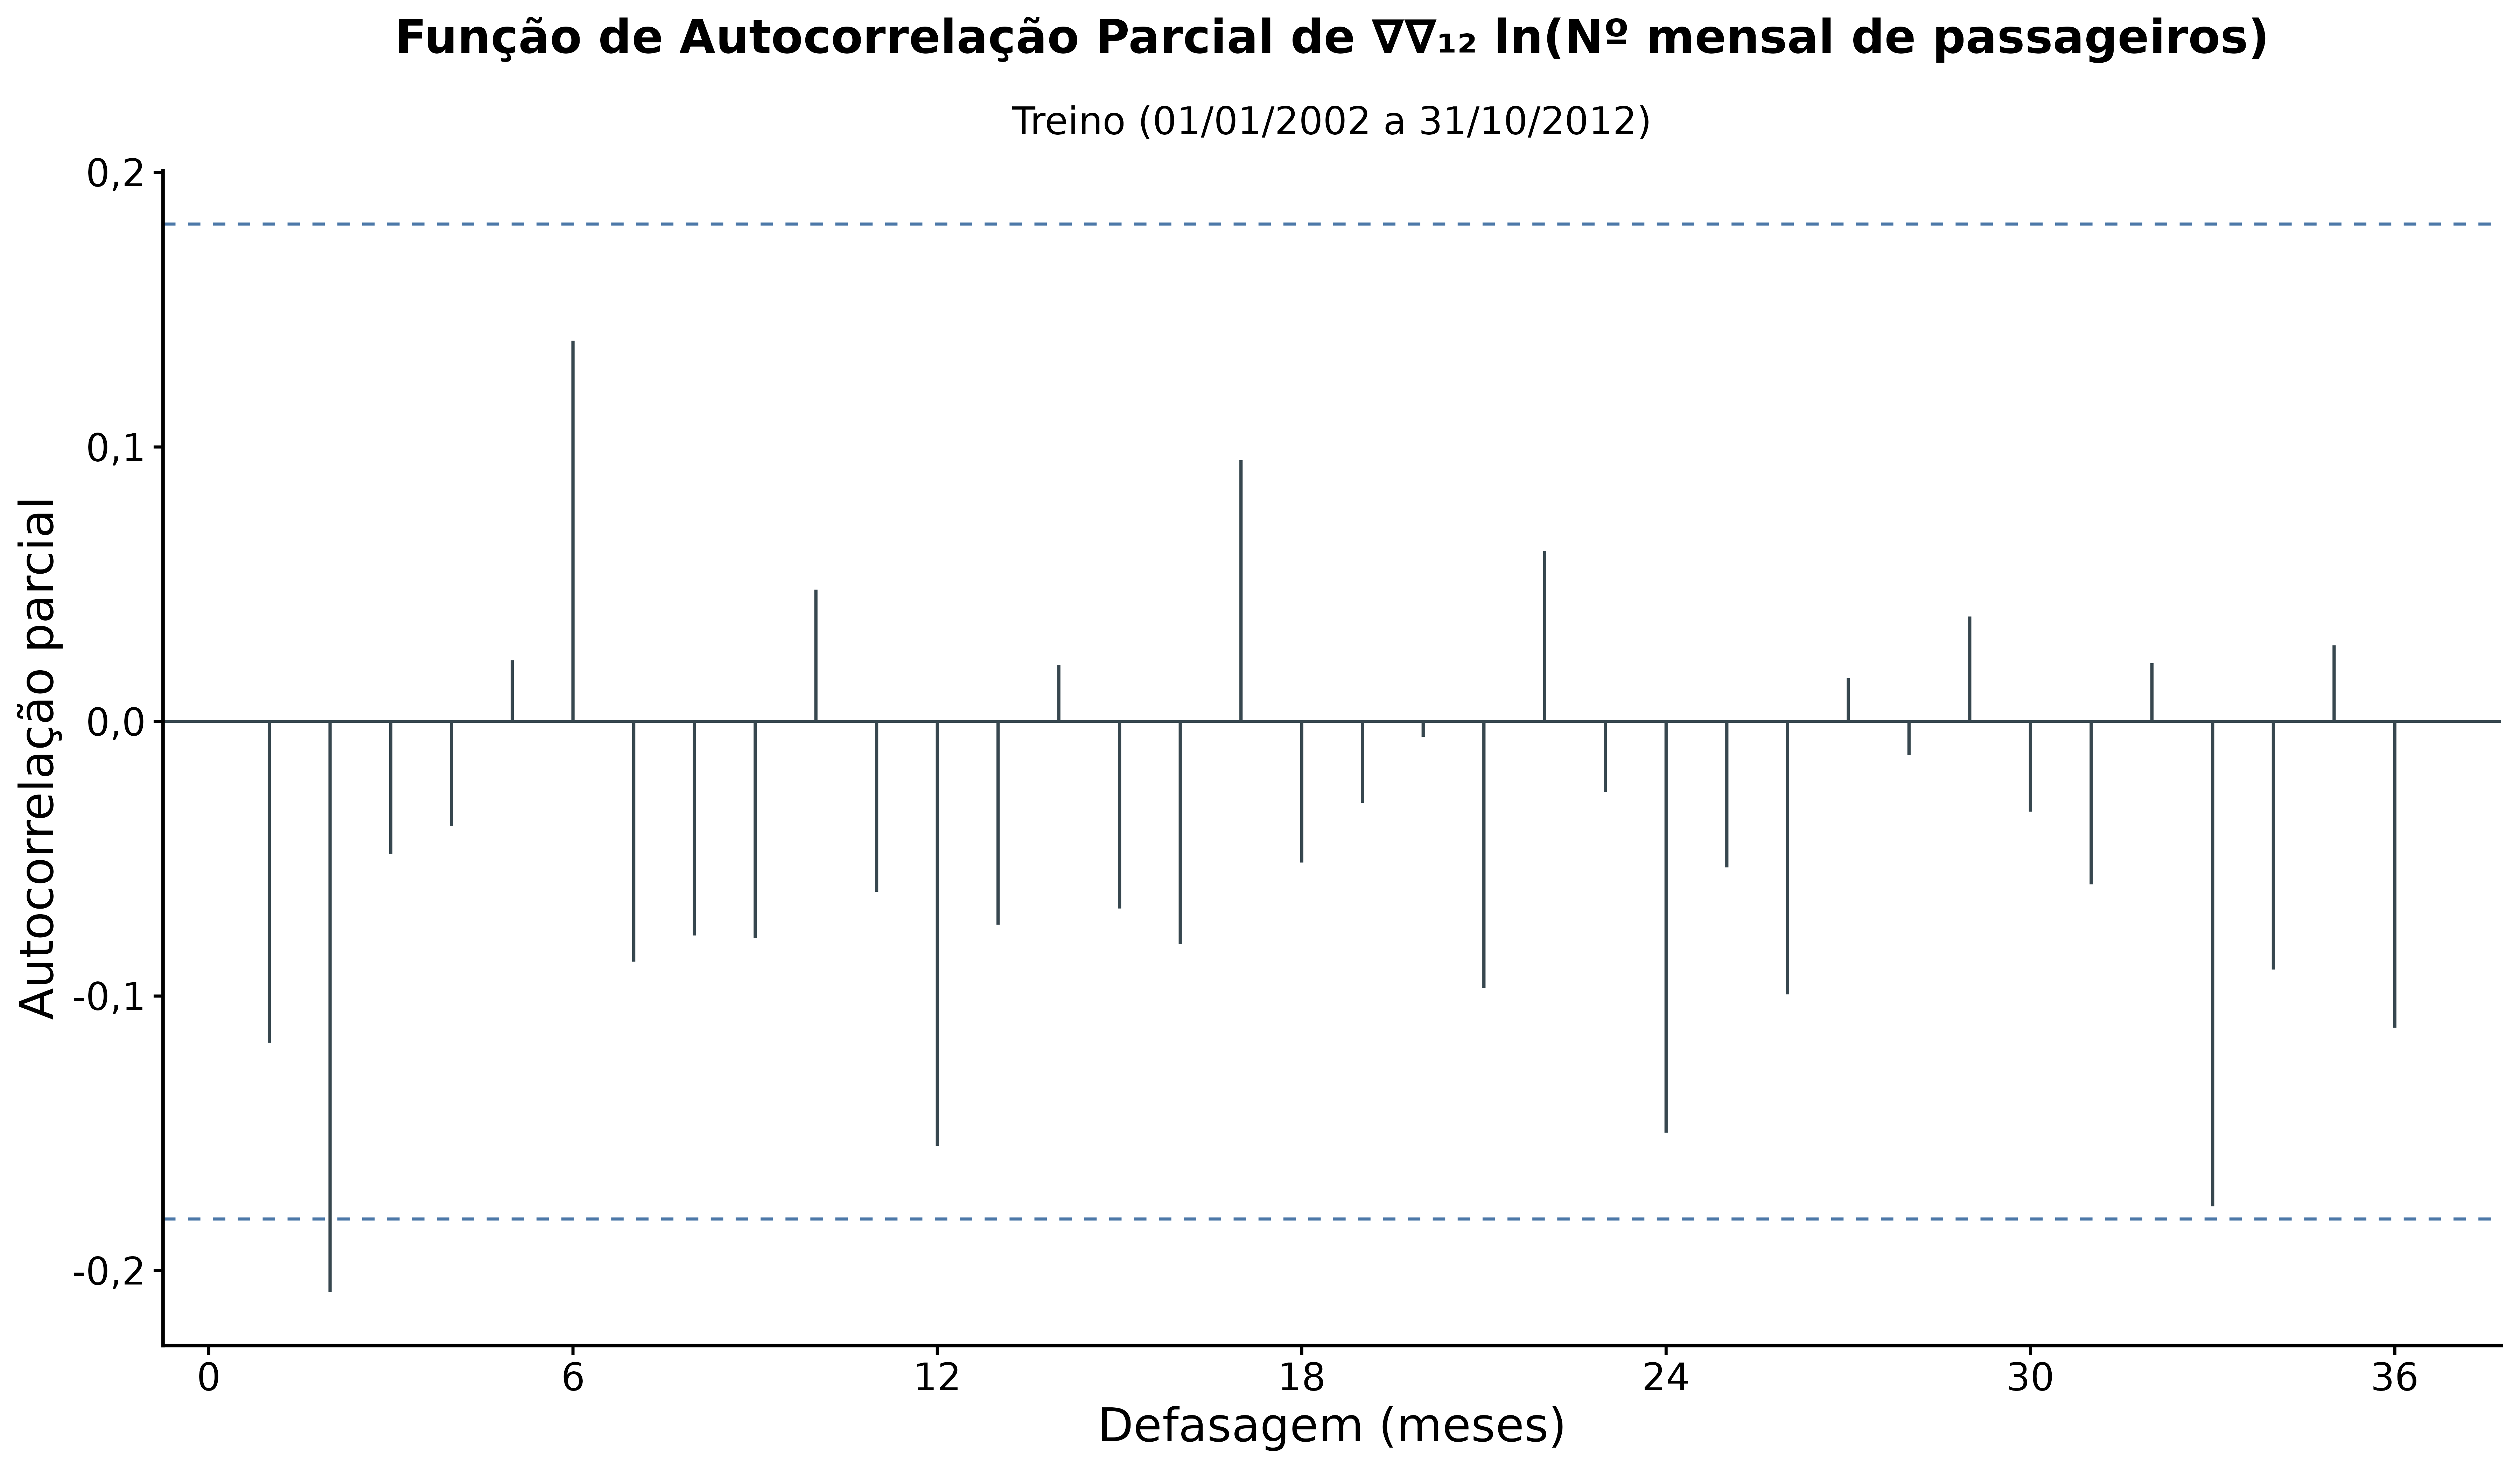 Função de Autocorrelação Parcial de ∇∇₁₂ ln(Nº mensal de passageiros)
Treino (01/01/2002 a 31/10/2012)
Autocorrelação parcial
0,2
0,1
0,0
-0,1
-0,2
0 6 12 18 24 30 36
Defasagem (meses)